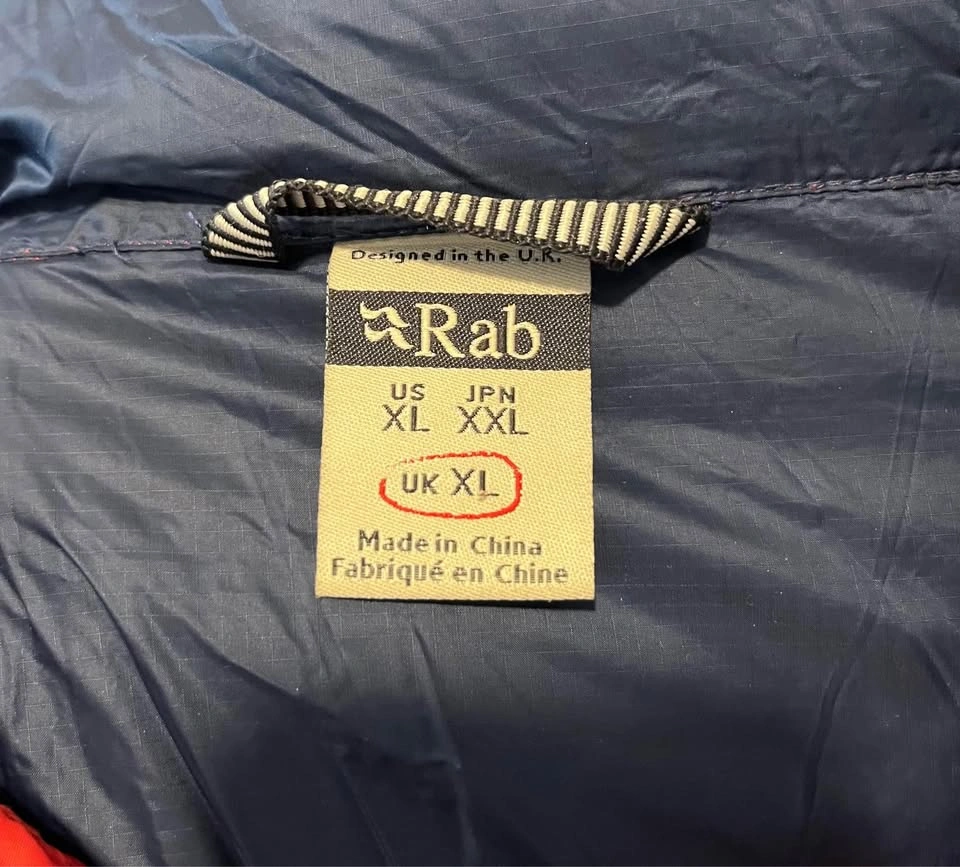 Designed in the U.K.
Rab
US JPN
XL XXL
UK XL
Made in China
Fabriqué en Chine